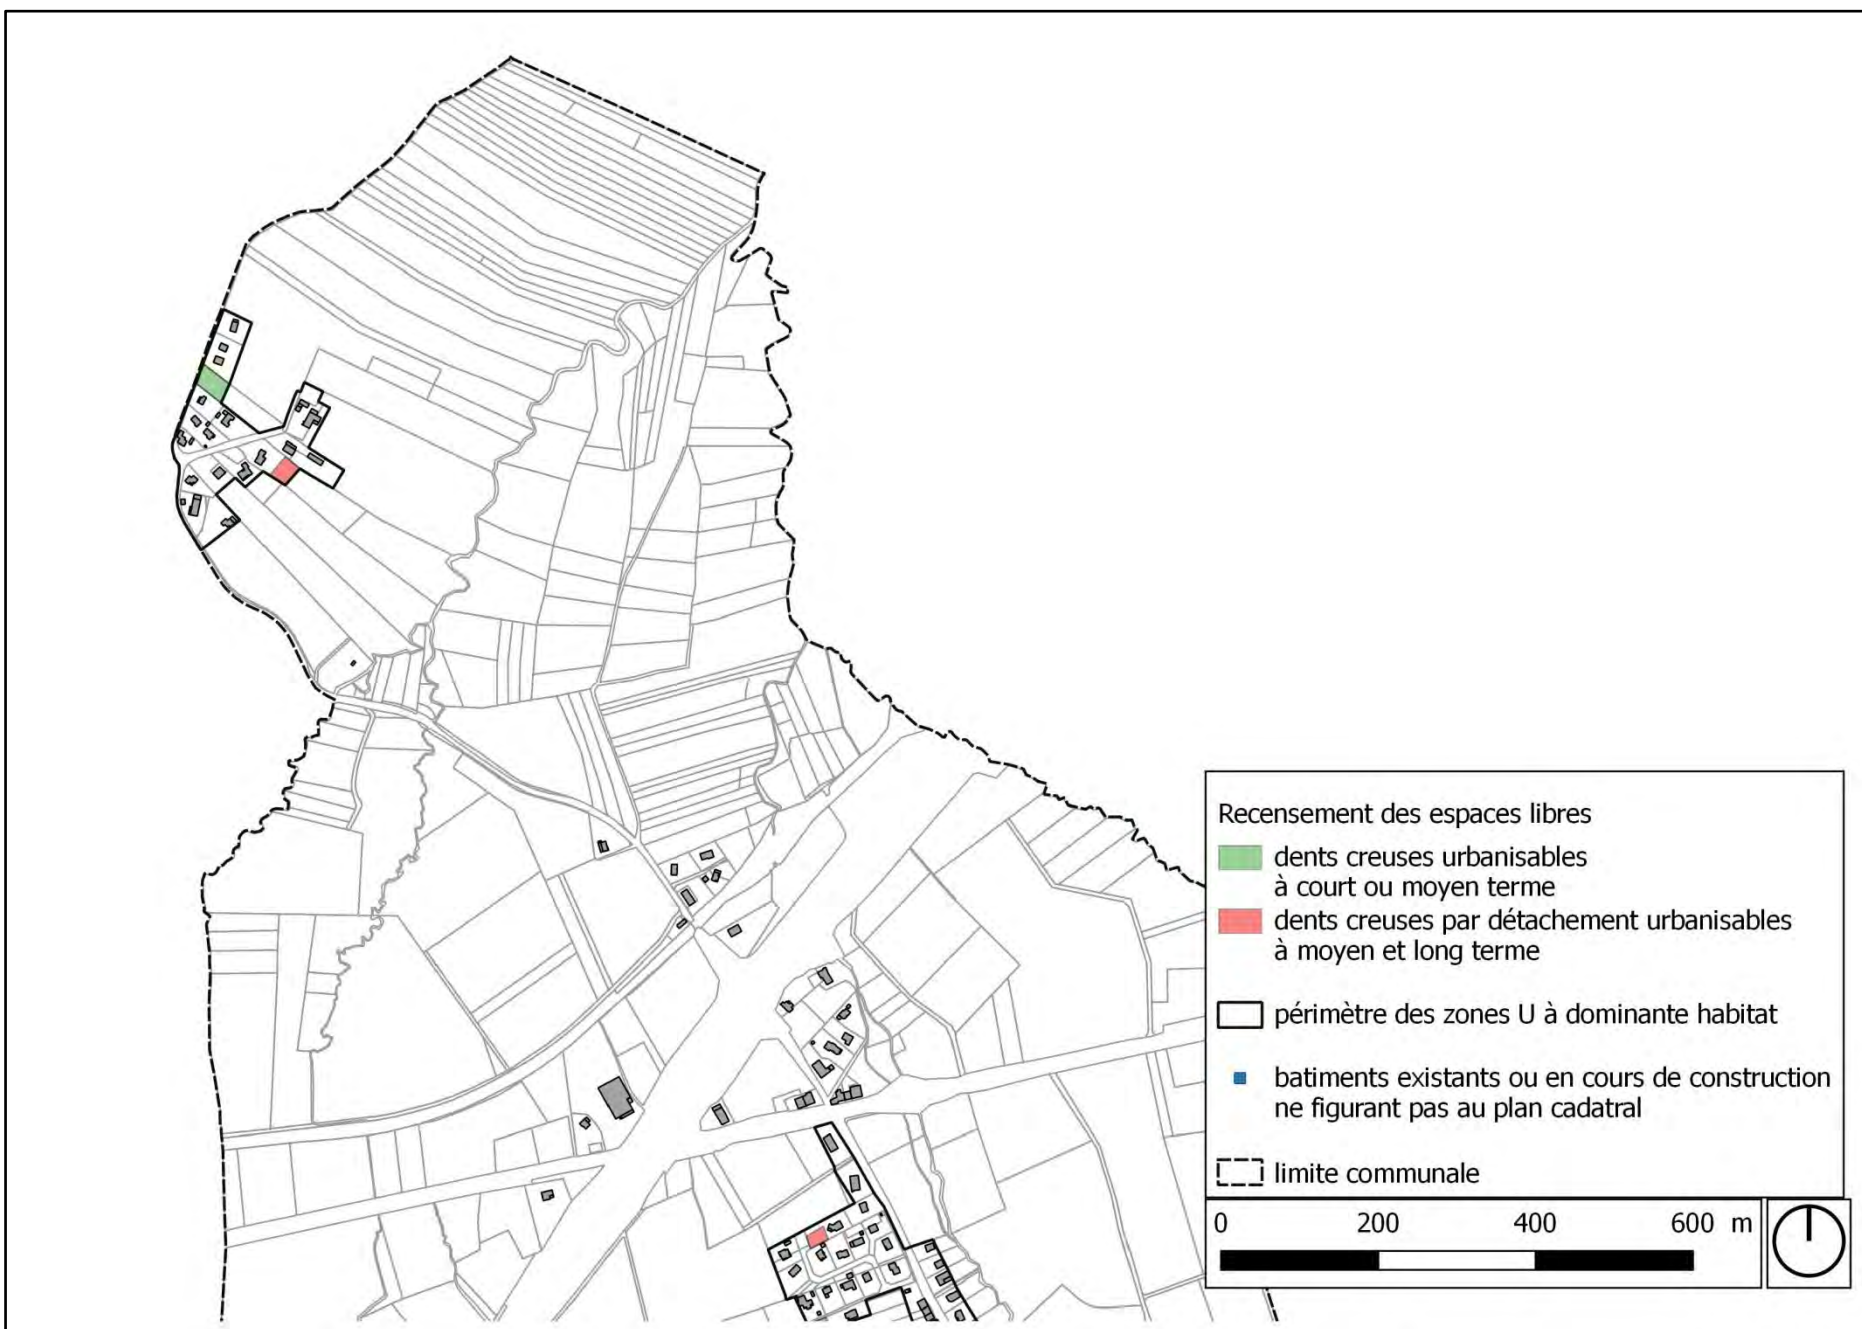 Recensement des espaces libres
dents creuses urbanisables
à court ou moyen terme
dents creuses par détachement urbanisables
à moyen et long terme
périmètre des zones U à dominante habitat
batiments existants ou en cours de construction
ne figurant pas au plan cadatral
limite communale
0 200 400 600 m